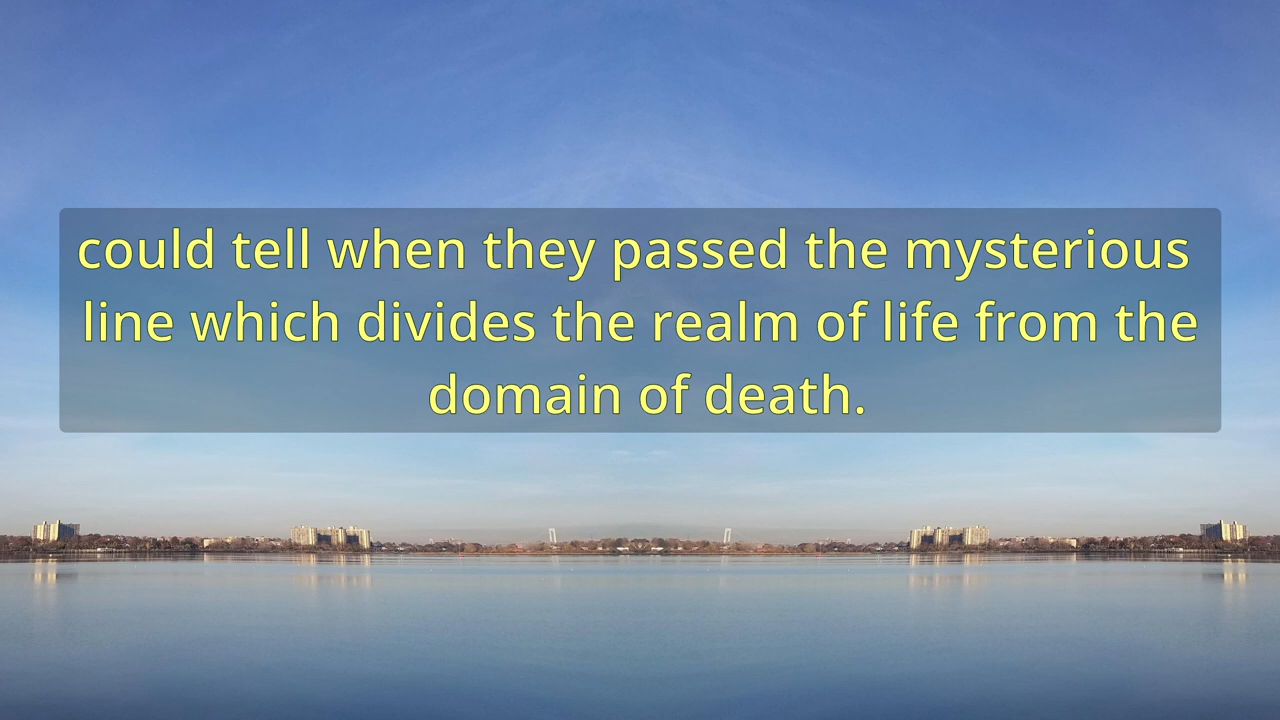 could tell when they passed the mysterious
line which divides the realm of life from the
domain of death.